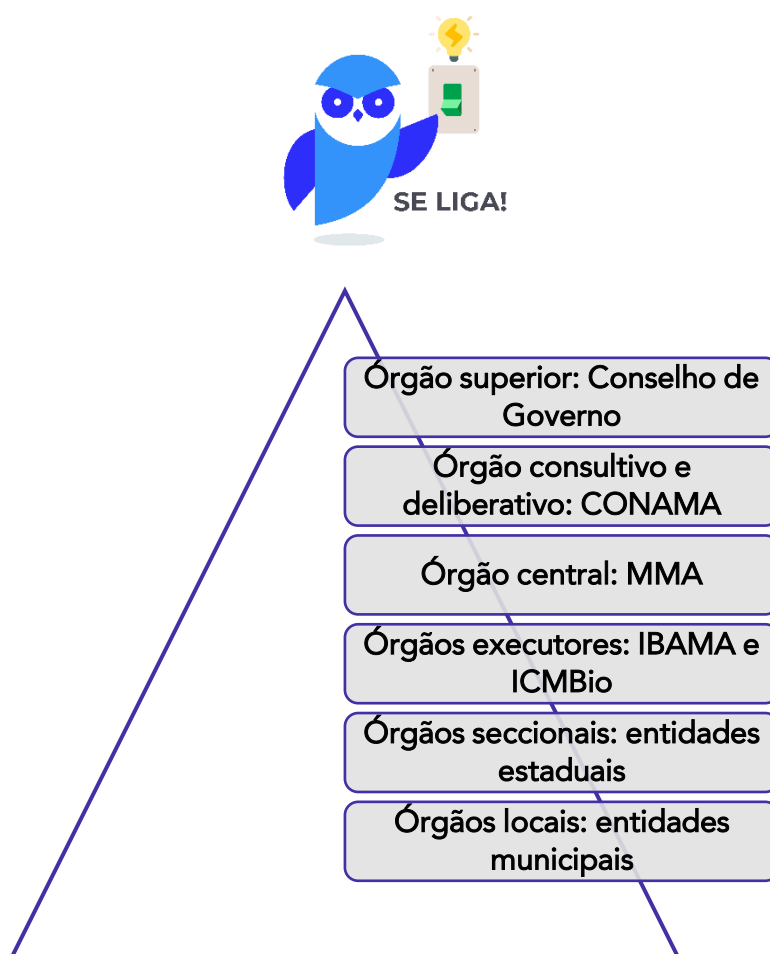 SE LIGA!
Órgão superior: Conselho de
Governo
Órgão consultivo e
deliberativo: CONAMA
Órgão central: MMA
Órgãos executores: IBAMA e
ICMBio
Órgãos seccionais: entidades
estaduais
Órgãos locais: entidades
municipais